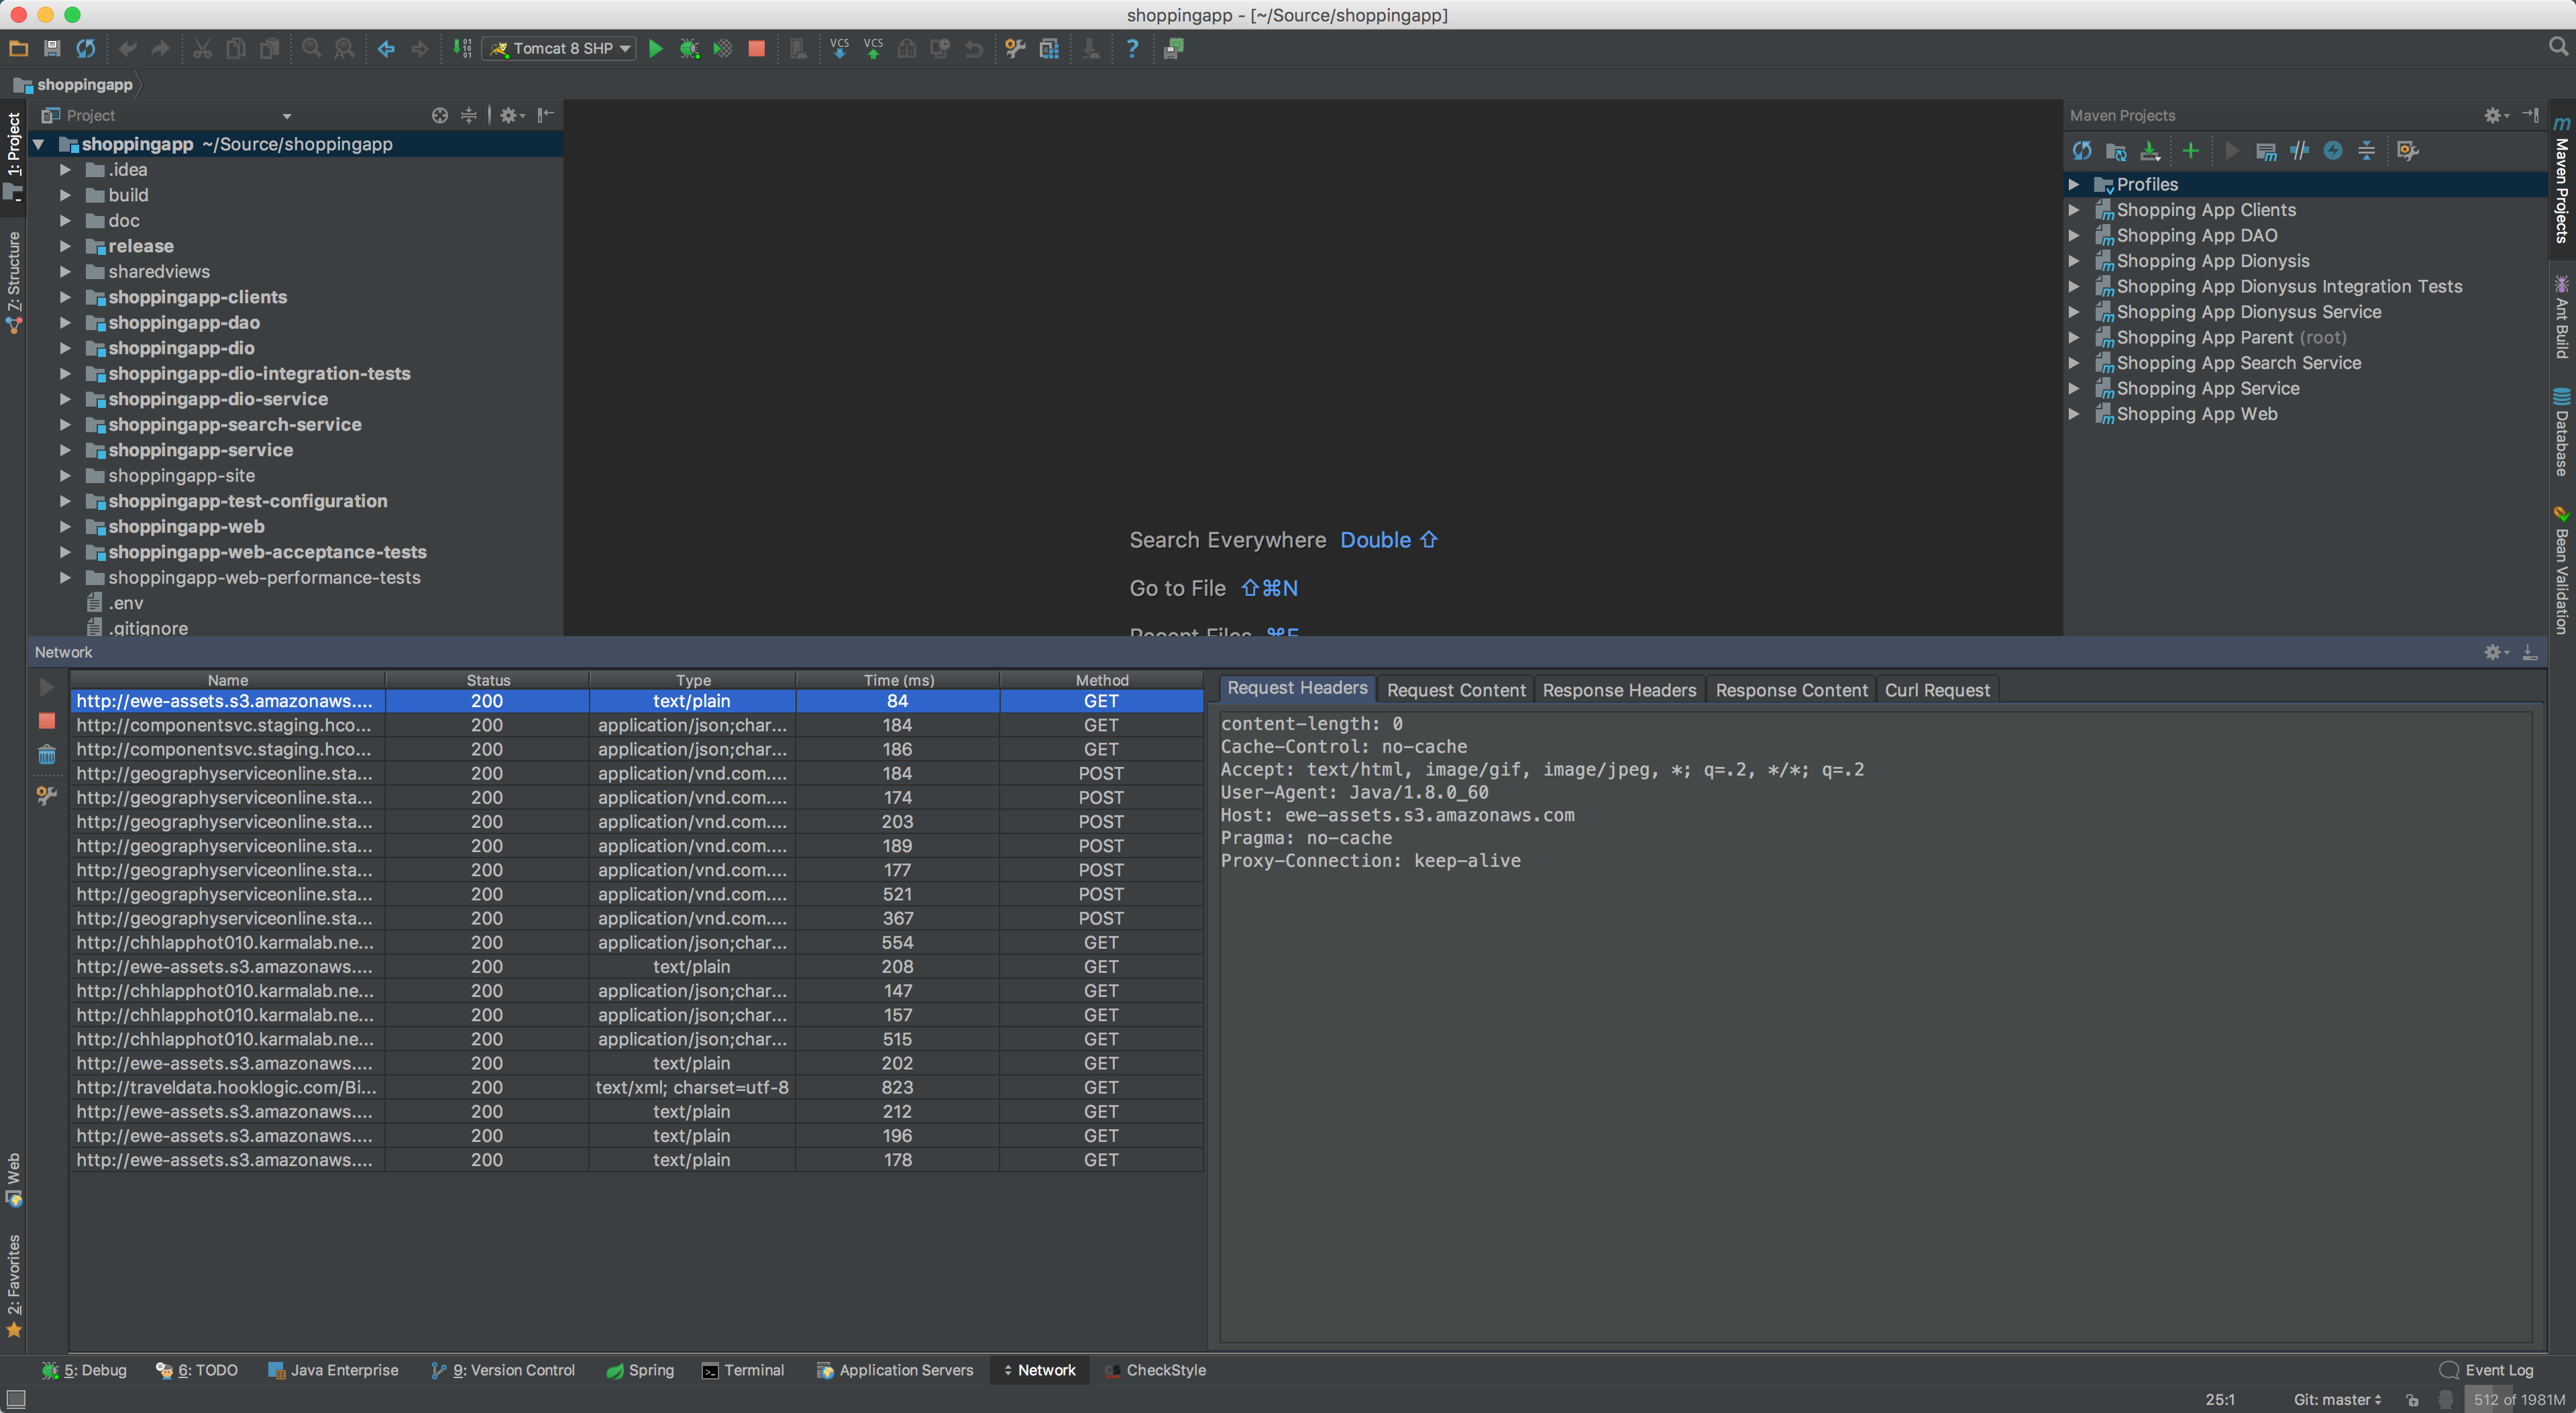 shoppingapp - [~/Source/shoppingapp]
Tomcat 8 SHP
VCS VCS
shoppingapp
Project
shoppingapp ~/Source/shoppingapp
.idea
build
doc
release
sharedviews
shoppingapp-clients
shoppingapp-dao
shoppingapp-dio
shoppingapp-dio-integration-tests
shoppingapp-dio-service
shoppingapp-search-service
shoppingapp-service
shoppingapp-site
shoppingapp-test-configuration
shoppingapp-web
shoppingapp-web-acceptance-tests
shoppingapp-web-performance-tests
.env
.gitignore
1: Project
Z: Structure
Web
2: Favorites
Search Everywhere Double ⇧
Go to File ⇧⌘N
Recent Files ⌘E
Maven Projects
Profiles
Shopping App Clients
Shopping App DAO
Shopping App Dionysis
Shopping App Dionysus Integration Tests
Shopping App Dionysus Service
Shopping App Parent (root)
Shopping App Search Service
Shopping App Service
Shopping App Web
Maven Projects
Ant Build
Database
Bean Validation
Network
Name Status Type Time (ms) Method
http://ewe-assets.s3.amazonaws.... 200 text/plain 84 GET
http://componentsvc.staging.hco... 200 application/json;char... 184 GET
http://componentsvc.staging.hco... 200 application/json;char... 186 GET
http://geographyserviceonline.sta... 200 application/vnd.com.... 184 POST
http://geographyserviceonline.sta... 200 application/vnd.com.... 174 POST
http://geographyserviceonline.sta... 200 application/vnd.com.... 203 POST
http://geographyserviceonline.sta... 200 application/vnd.com.... 189 POST
http://geographyserviceonline.sta... 200 application/vnd.com.... 177 POST
http://geographyserviceonline.sta... 200 application/vnd.com.... 521 POST
http://geographyserviceonline.sta... 200 application/vnd.com.... 367 POST
http://chhlapphot010.karmalab.ne... 200 application/json;char... 554 GET
http://ewe-assets.s3.amazonaws.... 200 text/plain 208 GET
http://chhlapphot010.karmalab.ne... 200 application/json;char... 147 GET
http://chhlapphot010.karmalab.ne... 200 application/json;char... 157 GET
http://chhlapphot010.karmalab.ne... 200 application/json;char... 515 GET
http://ewe-assets.s3.amazonaws.... 200 text/plain 202 GET
http://traveldata.hooklogic.com/Bi... 200 text/xml; charset=utf-8 823 GET
http://ewe-assets.s3.amazonaws.... 200 text/plain 212 GET
http://ewe-assets.s3.amazonaws.... 200 text/plain 196 GET
http://ewe-assets.s3.amazonaws.... 200 text/plain 178 GET
Request Headers Request Content Response Headers Response Content Curl Request
content-length: 0
Cache-Control: no-cache
Accept: text/html, image/gif, image/jpeg, *; q=.2, */*; q=.2
User-Agent: Java/1.8.0_60
Host: ewe-assets.s3.amazonaws.com
Pragma: no-cache
Proxy-Connection: keep-alive
5: Debug 6: TODO Java Enterprise 9: Version Control Spring Terminal Application Servers Network CheckStyle Event Log
25:1 Git: master 512 of 1981M